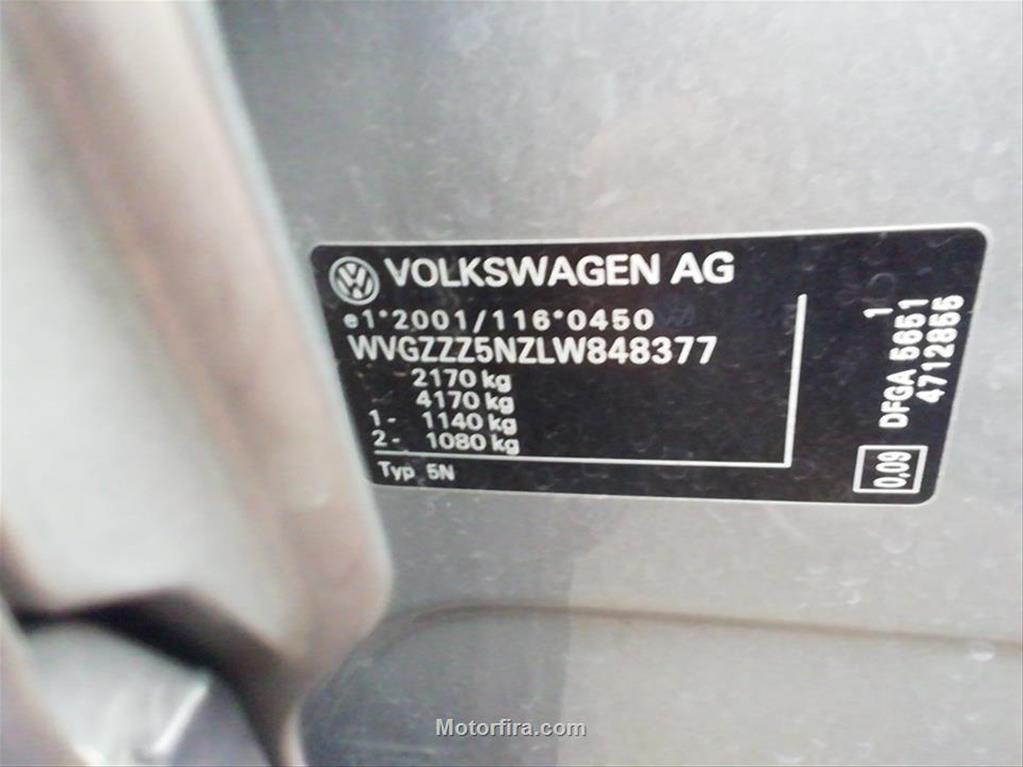 VOLKSWAGEN AG
e1*2001/116*0450
WVGZZZ5NZLW848377
2170 kg
4170 kg
1- 1140 kg
2- 1080 kg
Typ 5N
1
DFGA 5651
4712855
0,09
Motorfira.com